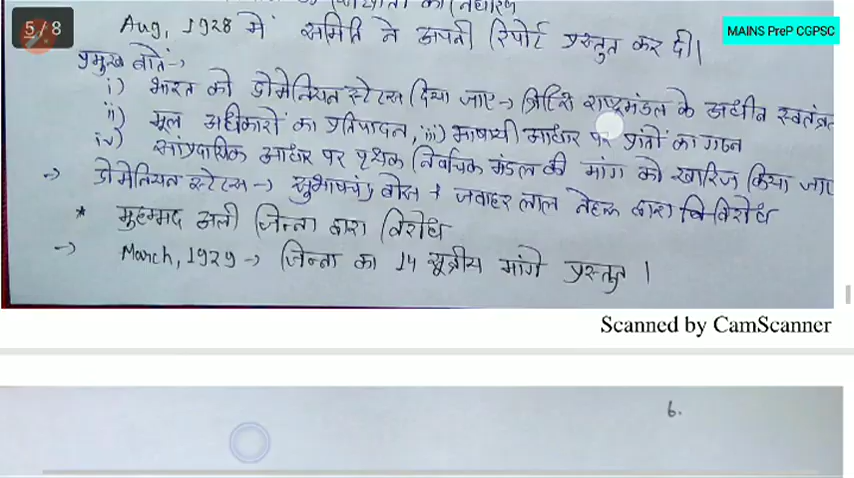 5/8
MAINS PreP CGPSC
का निर्धारण
Aug, 1928 में समिति ने अपनी रिपोर्ट प्रस्तुत कर दी।
प्रमुख बातें→
i) भारत को डोमेनियन स्टेटस दिया जाए→ ब्रिटिश राष्ट्रमंडल के अधीन स्वतंत्र
ii) मूल अधिकारों का प्रतिपादन, iii) भाषायी आधार पर प्रांतों का गठन
iv) सांप्रदायिक आधार पर पृथक निर्वाचक मंडल की मांग को खारिज किया जाए
→ डोमेनियन स्टेटस→ सुभाषचंद्र बोस + जवाहर लाल नेहरू द्वारा विरोध
* मुहम्मद अली जिन्ना द्वारा विरोध
→ March, 1929→ जिन्ना का 14 सूत्रीय मांगे प्रस्तुत।
Scanned by CamScanner
6.